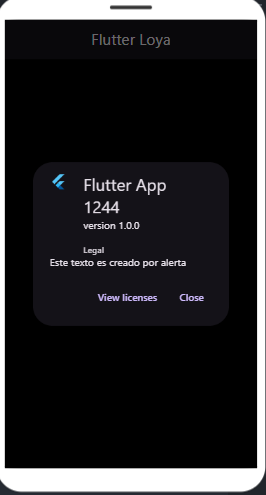 Flutter Loya
Flutter App
1244
version 1.0.0
Legal
Este texto es creado por alerta
View licenses Close